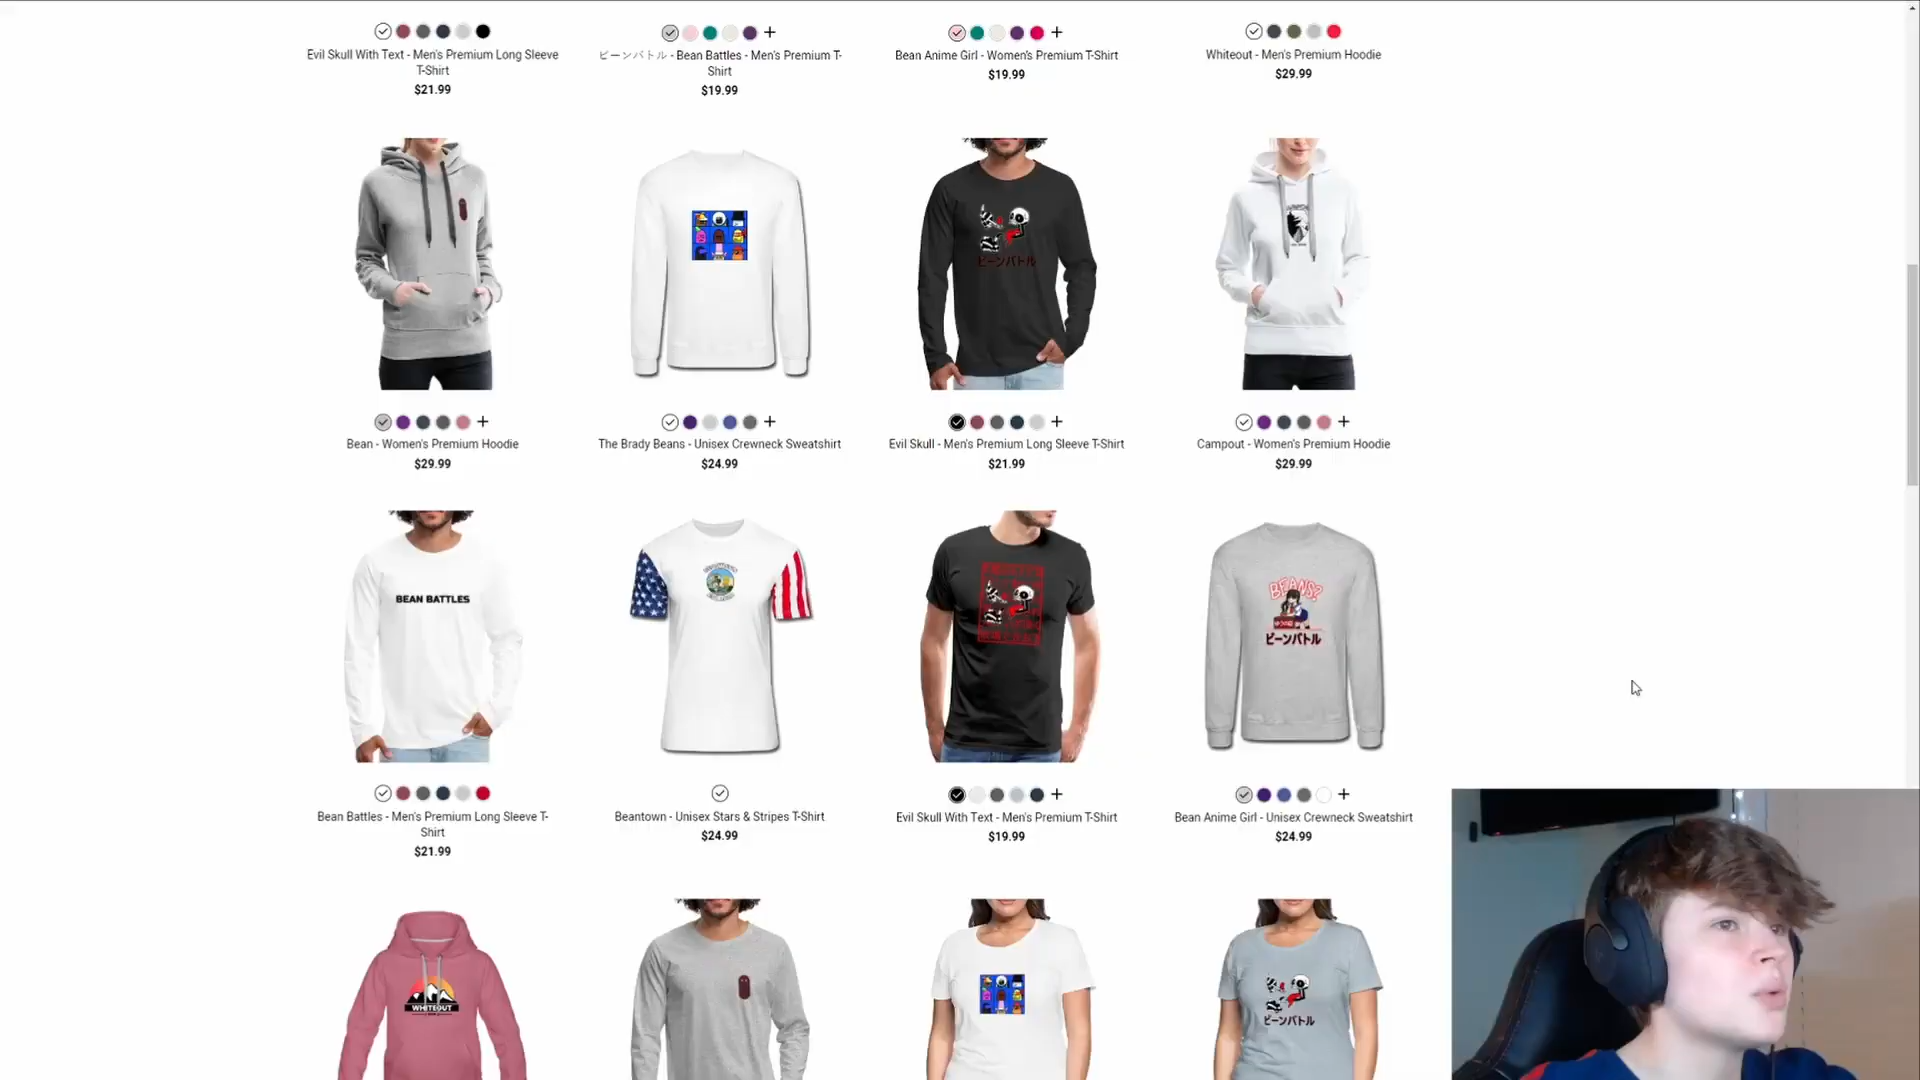 Evil Skull With Text - Men's Premium Long Sleeve
T-Shirt
$21.99
ビーンバトル - Bean Battles - Men's Premium T-
Shirt
$19.99
Bean Anime Girl - Women's Premium T-Shirt
$19.99
Whiteout - Men's Premium Hoodie
$29.99
ビーンバトル
Bean - Women's Premium Hoodie
$29.99
The Brady Beans - Unisex Crewneck Sweatshirt
$24.99
Evil Skull - Men's Premium Long Sleeve T-Shirt
$21.99
Campout - Women's Premium Hoodie
$29.99
BEAN BATTLES
BEANS?
ビーンバトル
Bean Battles - Men's Premium Long Sleeve T-
Shirt
$21.99
Beantown - Unisex Stars & Stripes T-Shirt
$24.99
Evil Skull With Text - Men's Premium T-Shirt
$19.99
Bean Anime Girl - Unisex Crewneck Sweatshirt
$24.99
WHITEOUT
ビーンバトル